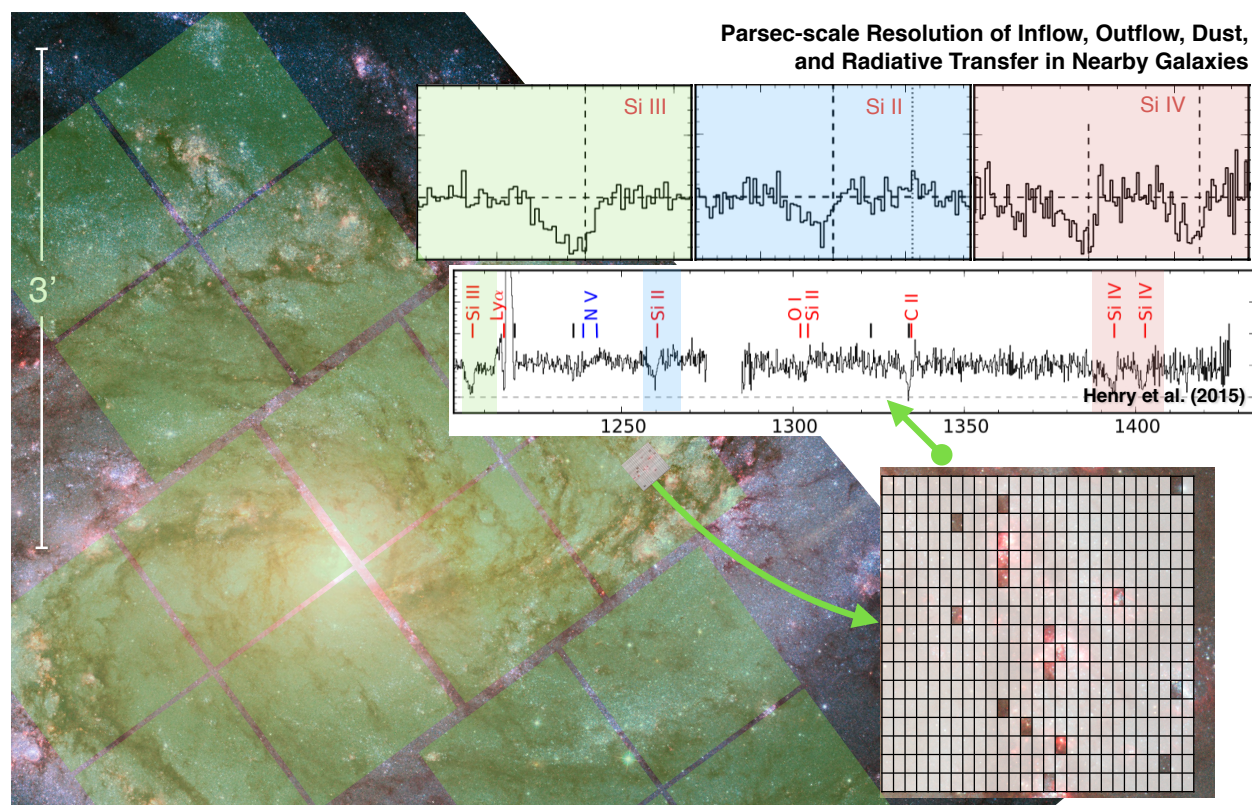 Parsec-scale Resolution of Inflow, Outflow, Dust,
and Radiative Transfer in Nearby Galaxies
Si III
Si II
Si IV
3’
Si III
Lyα
N V
Si II
O I
Si II
C II
Si IV
Si IV
Henry et al. (2015)
1250
1300
1350
1400